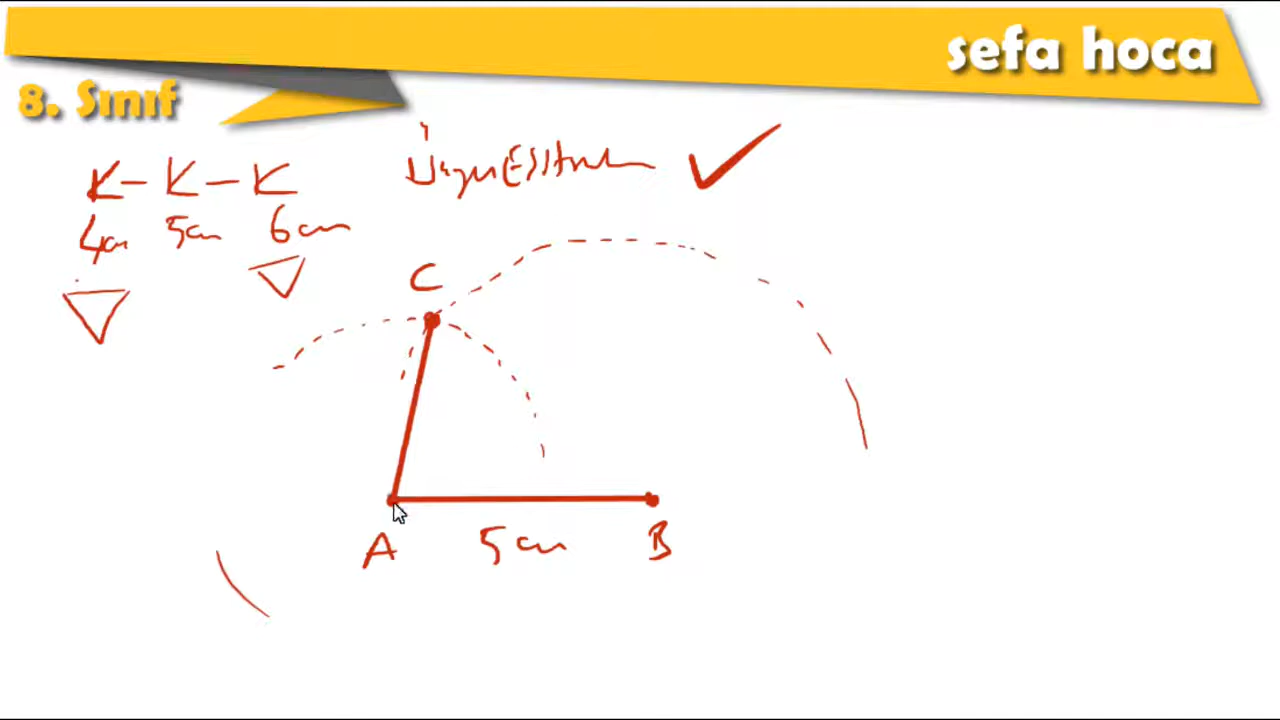 sefa hoca
8. Sınıf
K - K - K
4cm 5cm 6cm
C
A 5cm B